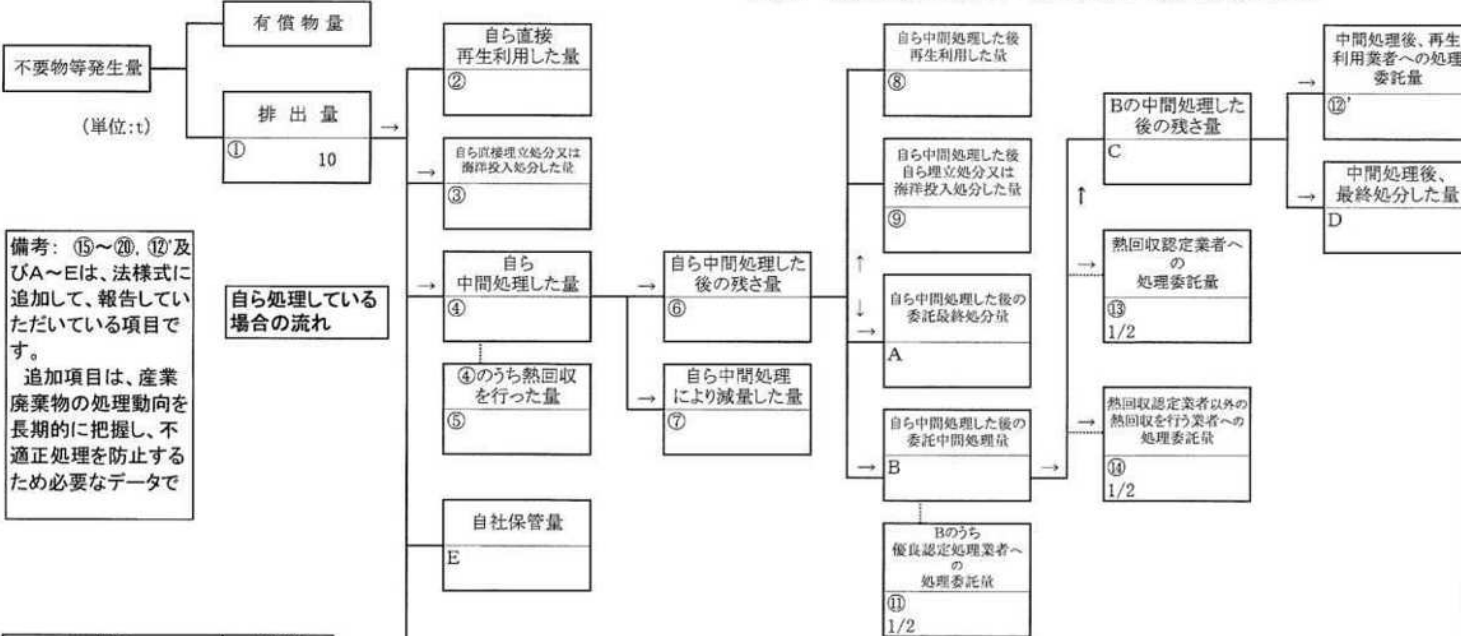 不要物等発生量
(単位:t)
有償物量
排出量
①
10
→
備考: ⑮～⑳, ⑫'及
びA～Eは、法様式に
追加して、報告してい
ただいている項目で
す。
追加項目は、産業
廃棄物の処理動向を
長期的に把握し、不
適正処理を防止する
ため必要なデータで
自ら処理している
場合の流れ
自ら直接
再生利用した量
②
→
自ら直接埋立処分又は
海洋投入処分した量
③
→
自ら
中間処理した量
④
④のうち熱回収
を行った量
⑤
自社保管量
E
→
自ら中間処理した
後の残さ量
⑥
→
自ら中間処理
により減量した量
⑦
自ら中間処理した後
再生利用した量
⑧
自ら中間処理した後
自ら埋立処分又は
海洋投入処分した量
⑨
↑
↓
→
自ら中間処理した後の
委託最終処分量
A
自ら中間処理した後の
委託中間処理量
→
B
→
Bのうち
優良認定処理業者へ
の
処理委託量
⑪
1/2
Bの中間処理した
後の残さ量
C
↑
→
熱回収認定業者へ
の
処理委託量
⑬
1/2
→
熱回収認定業者以外の
熱回収を行う業者への
処理委託量
⑭
1/2
→
中間処理後、再生
利用業者への処理
委託量
⑫'
→
中間処理後、
最終処分した量
D